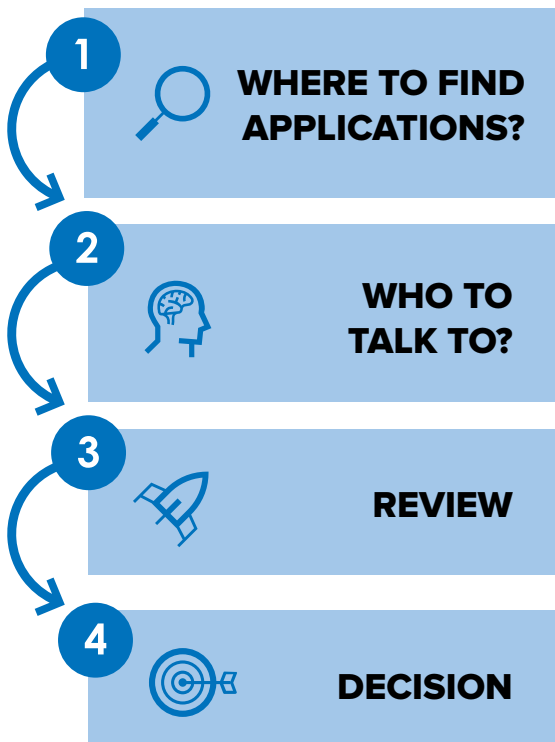 1
WHERE TO FIND
APPLICATIONS?
2
WHO TO
TALK TO?
3
REVIEW
4
DECISION